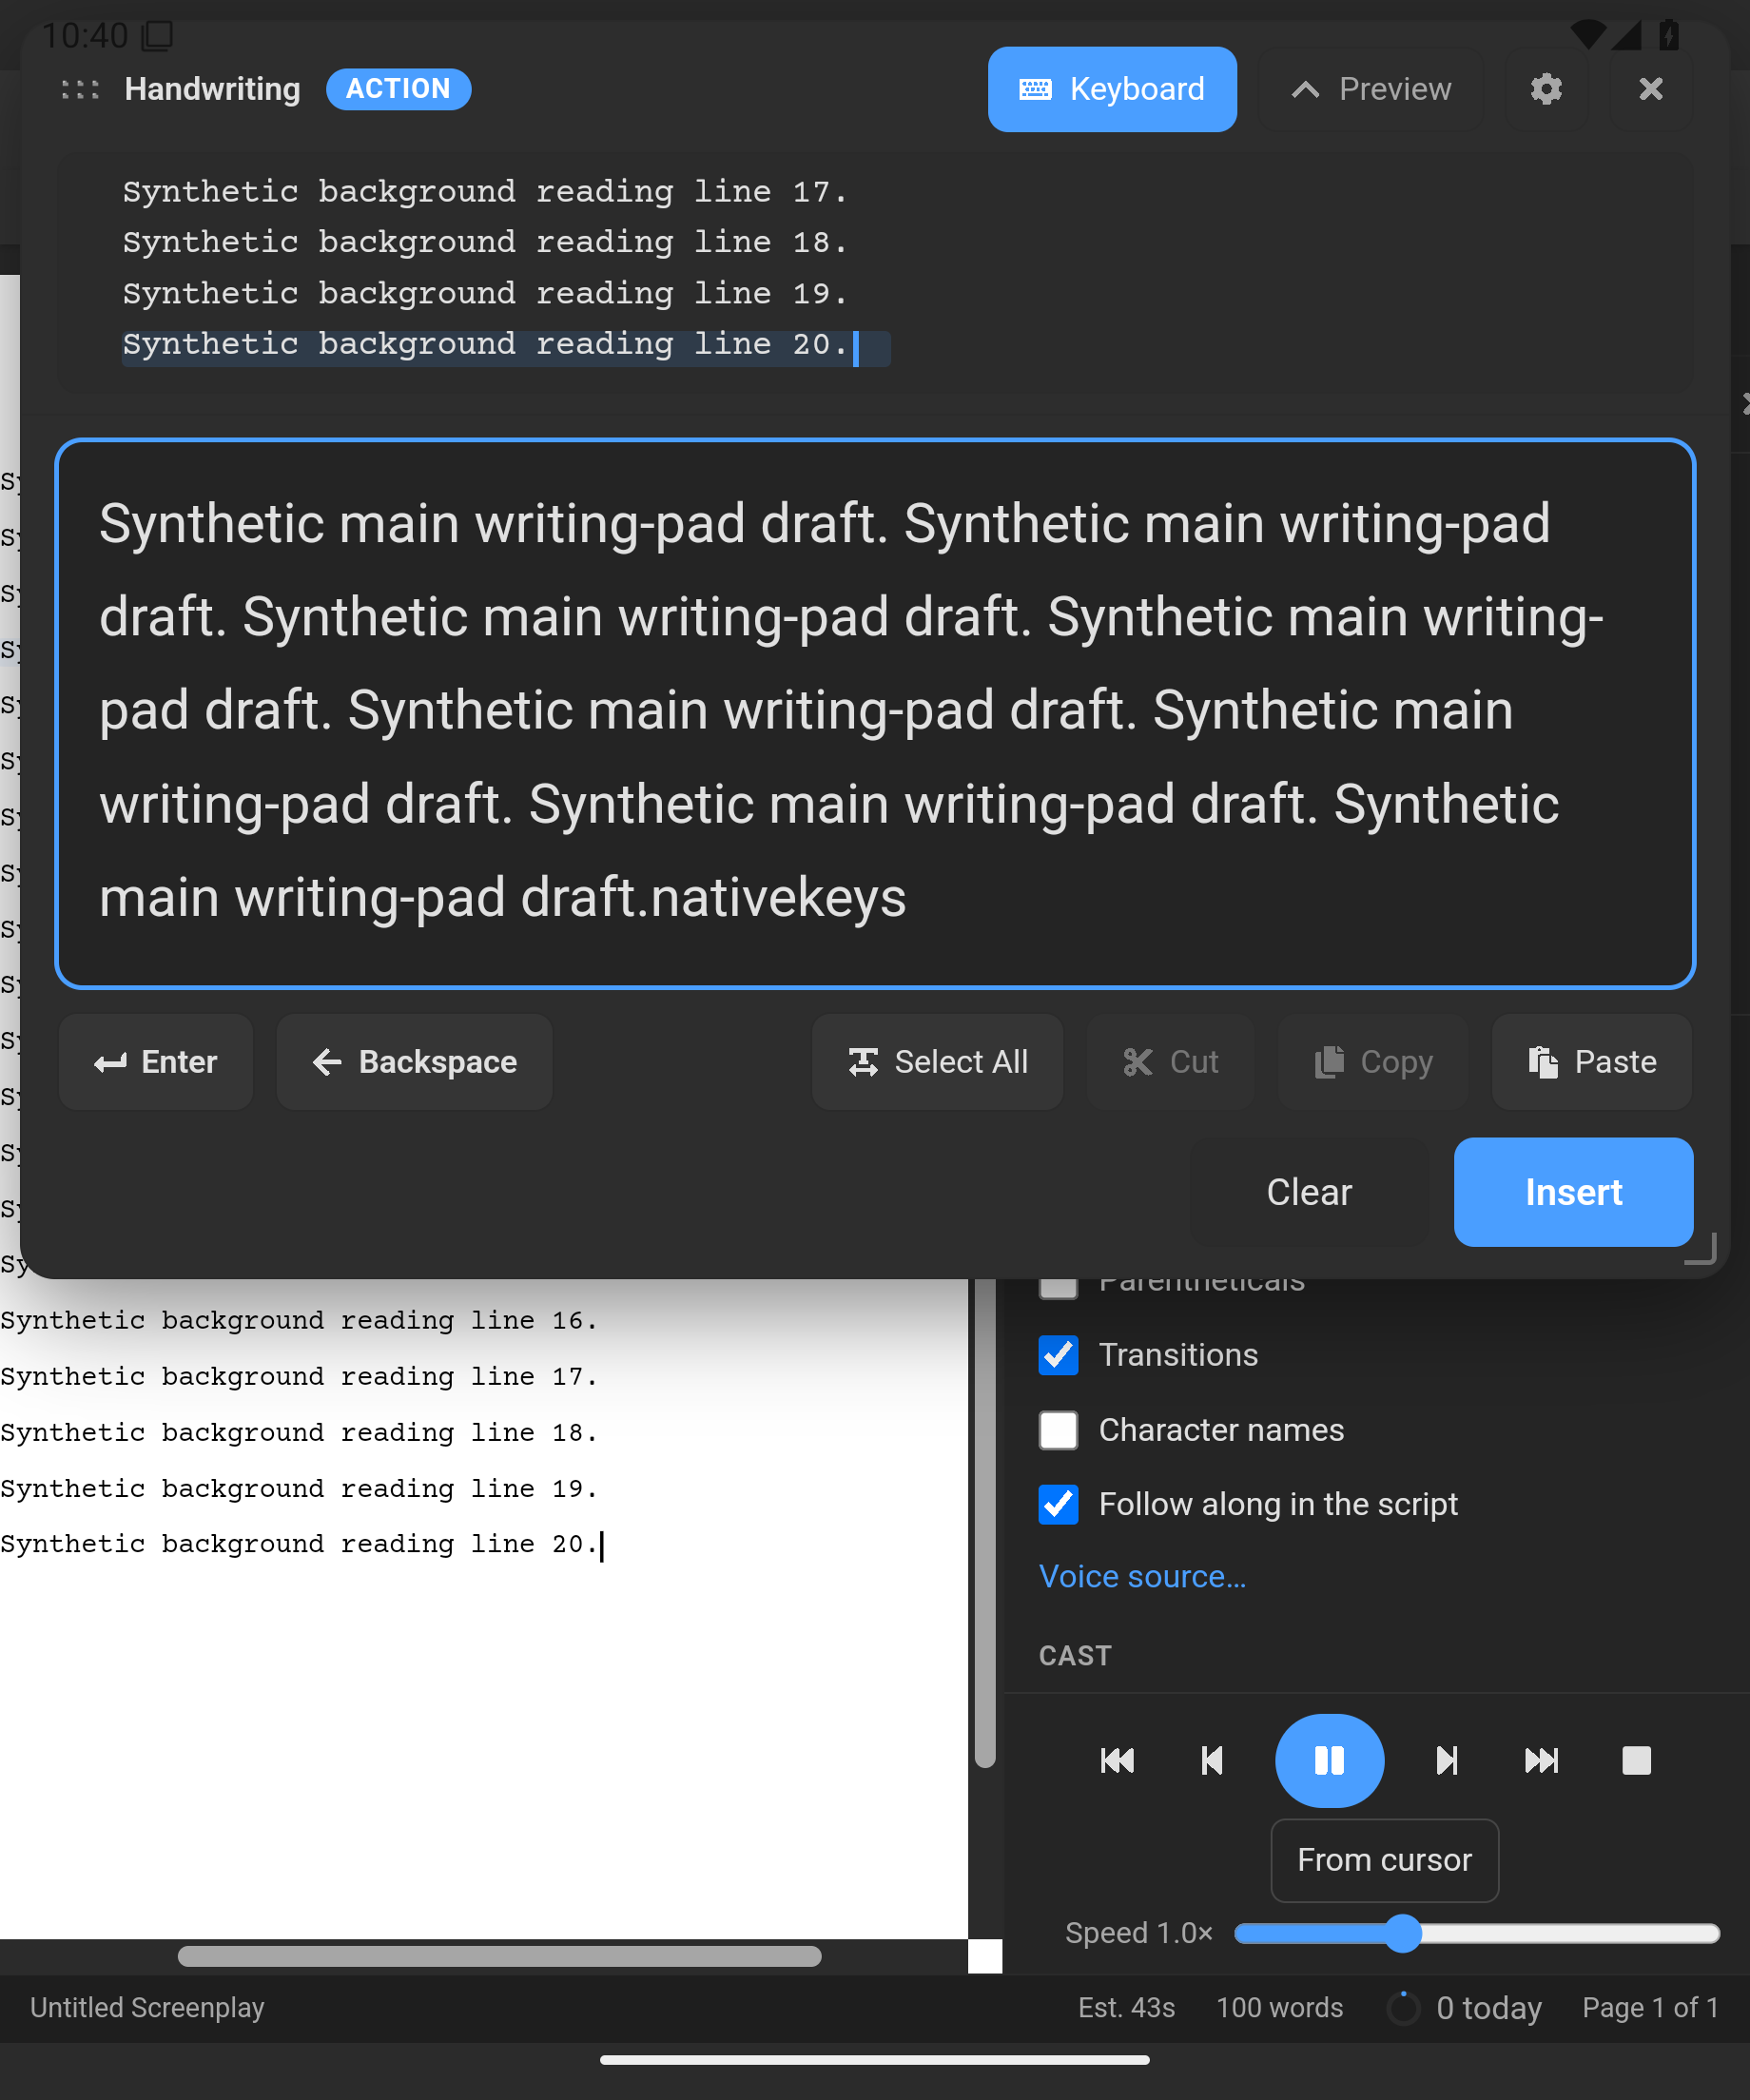 10:40
Handwriting ACTION Keyboard Preview
Synthetic background reading line 17.
Synthetic background reading line 18.
Synthetic background reading line 19.
Synthetic background reading line 20.
Synthetic main writing-pad draft. Synthetic main writing-pad
draft. Synthetic main writing-pad draft. Synthetic main writing-
pad draft. Synthetic main writing-pad draft. Synthetic main
writing-pad draft. Synthetic main writing-pad draft. Synthetic
main writing-pad draft.nativekeys
Enter Backspace Select All Cut Copy Paste
Clear Insert
Parentheticals
Synthetic background reading line 16.
Transitions
Synthetic background reading line 17.
Character names
Synthetic background reading line 18.
Synthetic background reading line 19.
Follow along in the script
Synthetic background reading line 20.
Voice source...
CAST
From cursor
Speed 1.0×
Untitled Screenplay Est. 43s 100 words 0 today Page 1 of 1